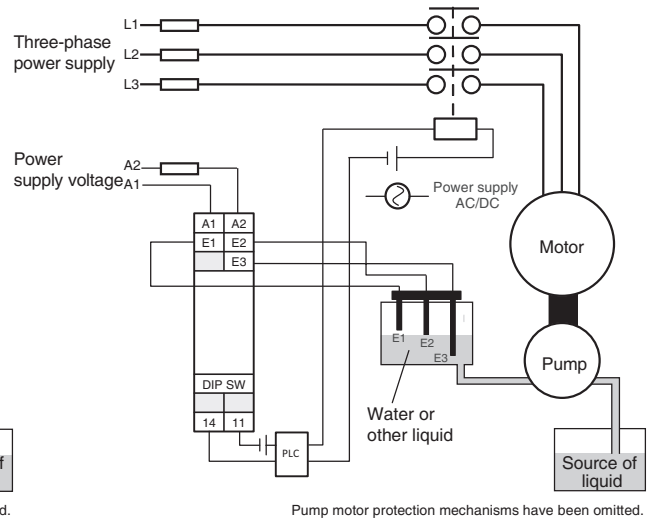 L1
Three-phase
power supply
L2
L3
Power
supply voltage
A2
A1
Power supply
AC/DC
A1 A2
E1 E2
E3
Motor
E1
E2
E3
Pump
DIP SW
Water or
other liquid
14 11
PLC
f
Source of
liquid
d.
Pump motor protection mechanisms have been omitted.